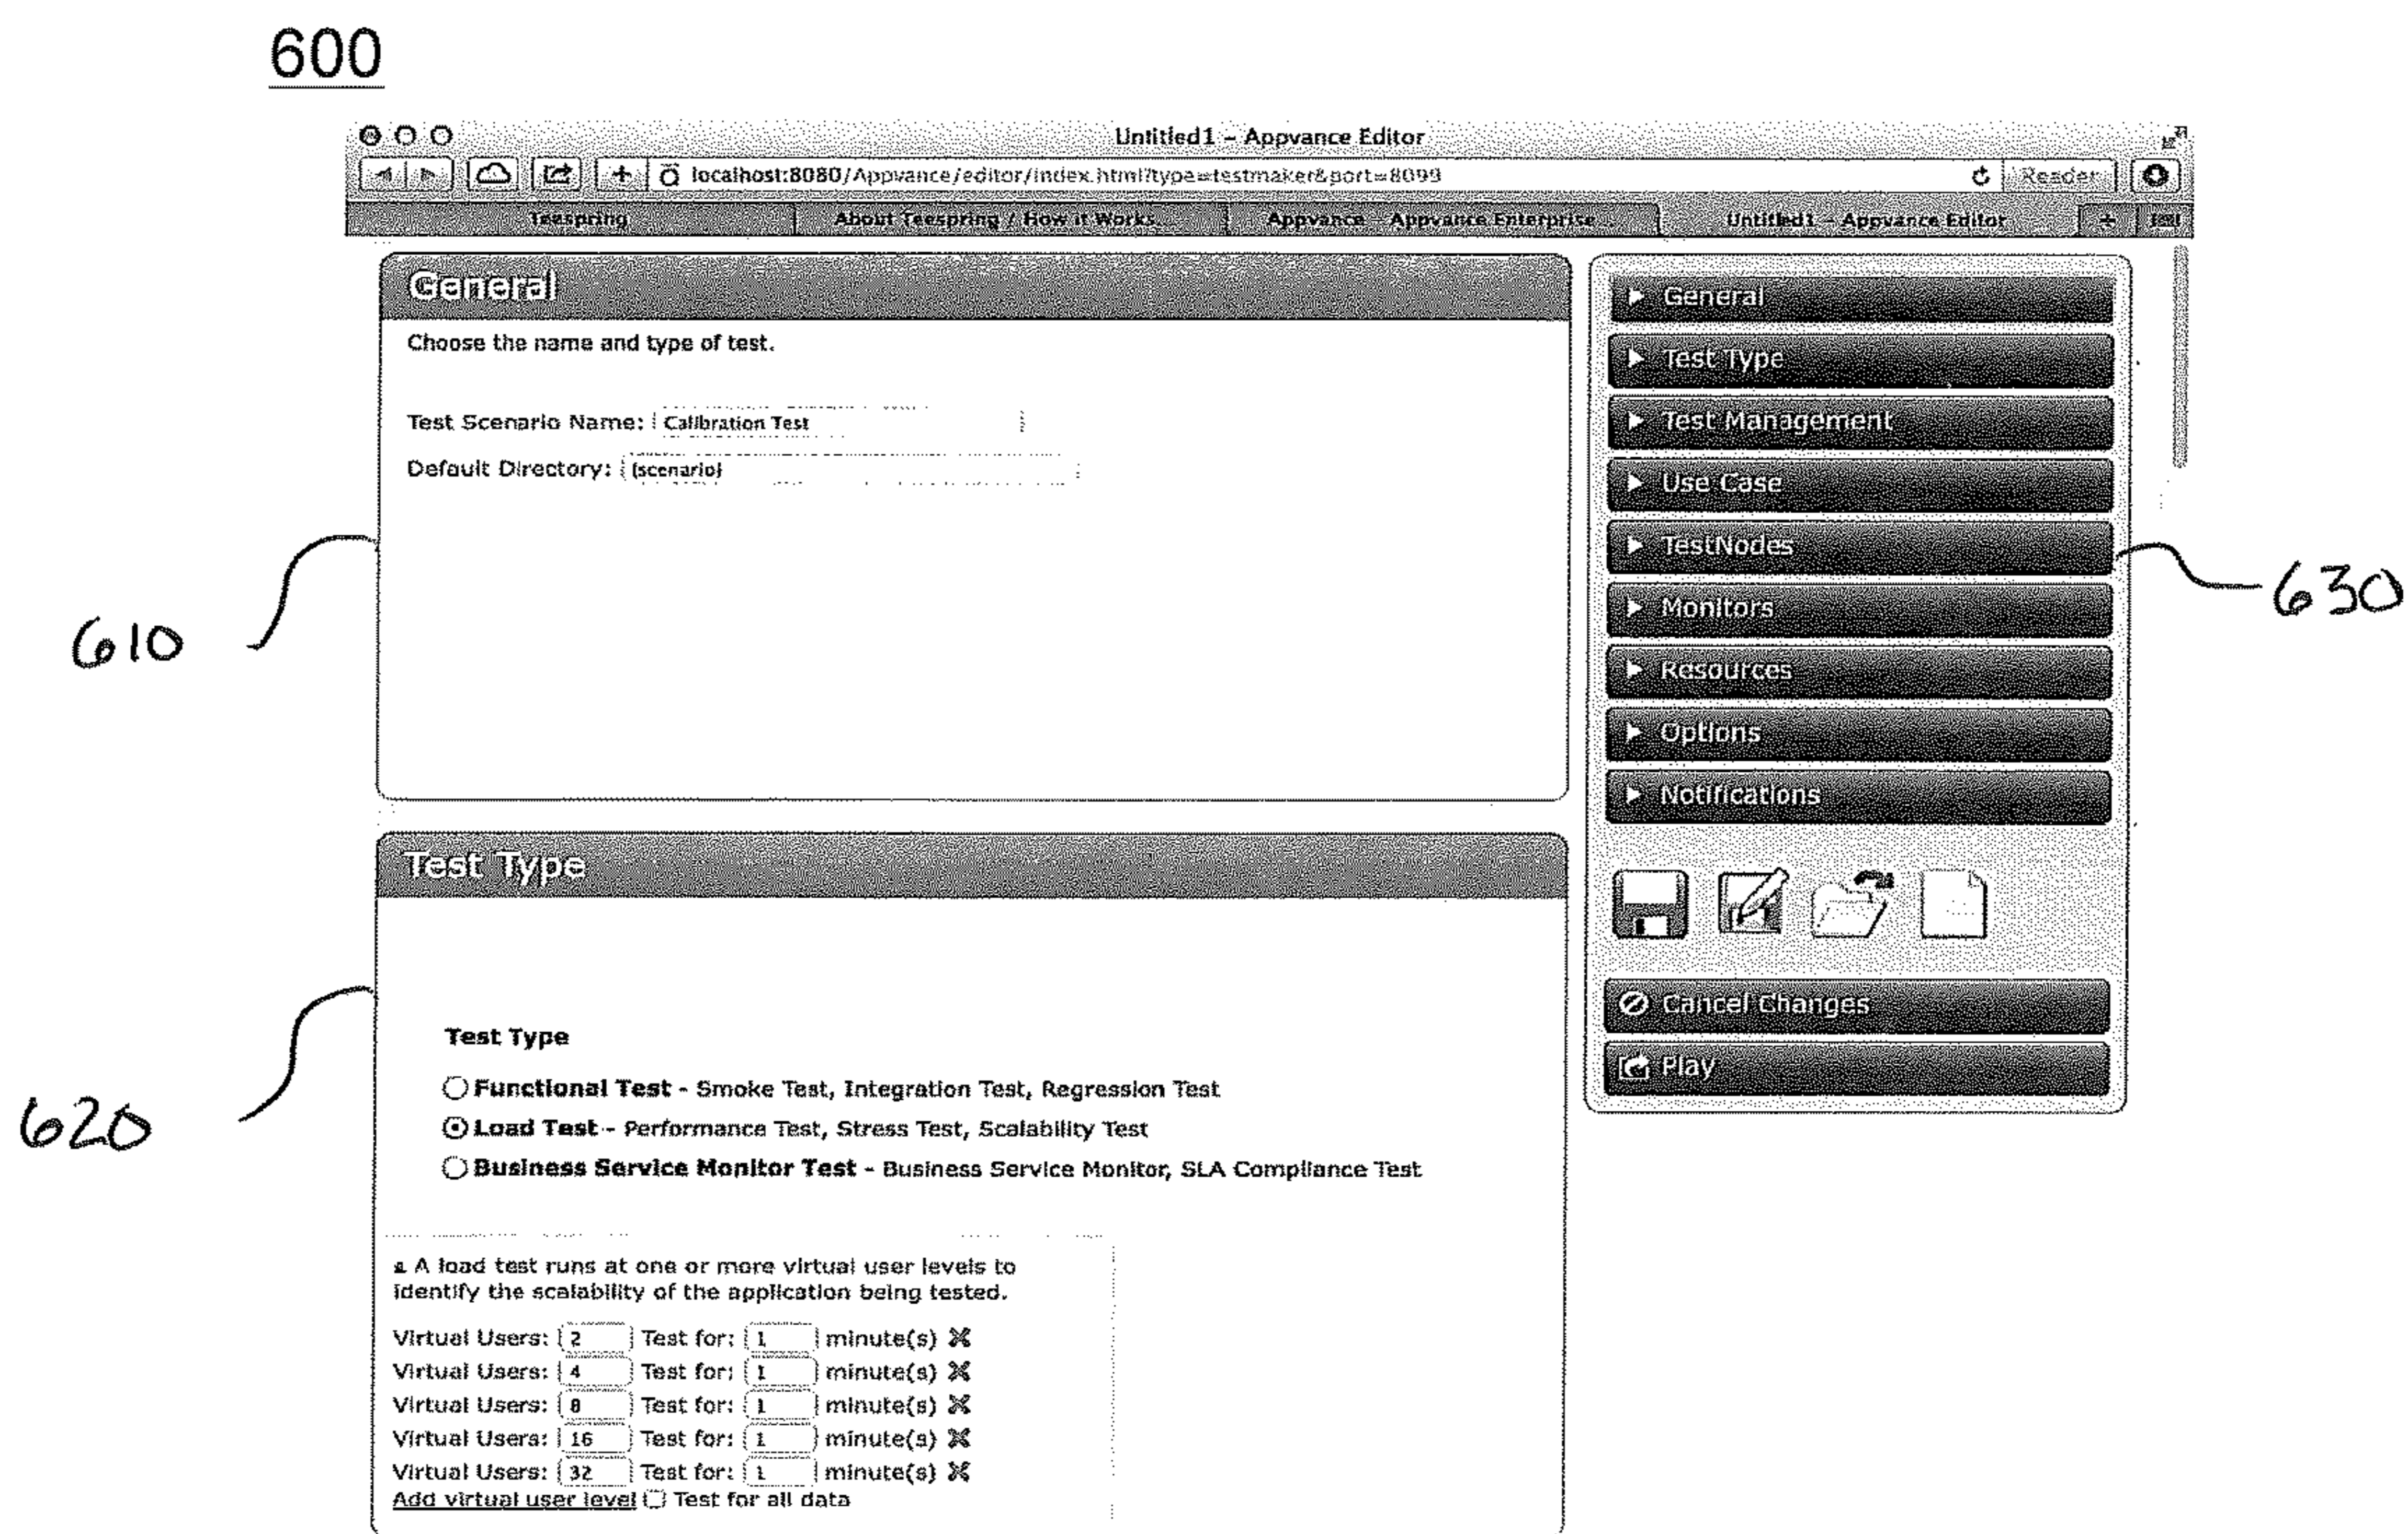 600
Untitled1 – Appvance Editor
localhost:8080/Appvance/editor/index.html?type=testmaker&port=8099
Reader
Teespring
About Teespring / How it Works
Appvance – Appvance Enterprise
Untitled1 – Appvance Editor
General
Choose the name and type of test.
Test Scenario Name: Calibration Test
Default Directory: {scenario}
610
Test Type
Test Type
Functional Test - Smoke Test, Integration Test, Regression Test
Load Test - Performance Test, Stress Test, Scalability Test
Business Service Monitor Test - Business Service Monitor, SLA Compliance Test
620
A load test runs at one or more virtual user levels to
identify the scalability of the application being tested.
Virtual Users: 2 Test for: 1 minute(s)
Virtual Users: 4 Test for: 1 minute(s)
Virtual Users: 8 Test for: 1 minute(s)
Virtual Users: 16 Test for: 1 minute(s)
Virtual Users: 32 Test for: 1 minute(s)
Add virtual user level Test for all data
General
Test Type
Test Management
Use Case
TestNodes
Monitors
Resources
Options
Notifications
Cancel Changes
Play
630